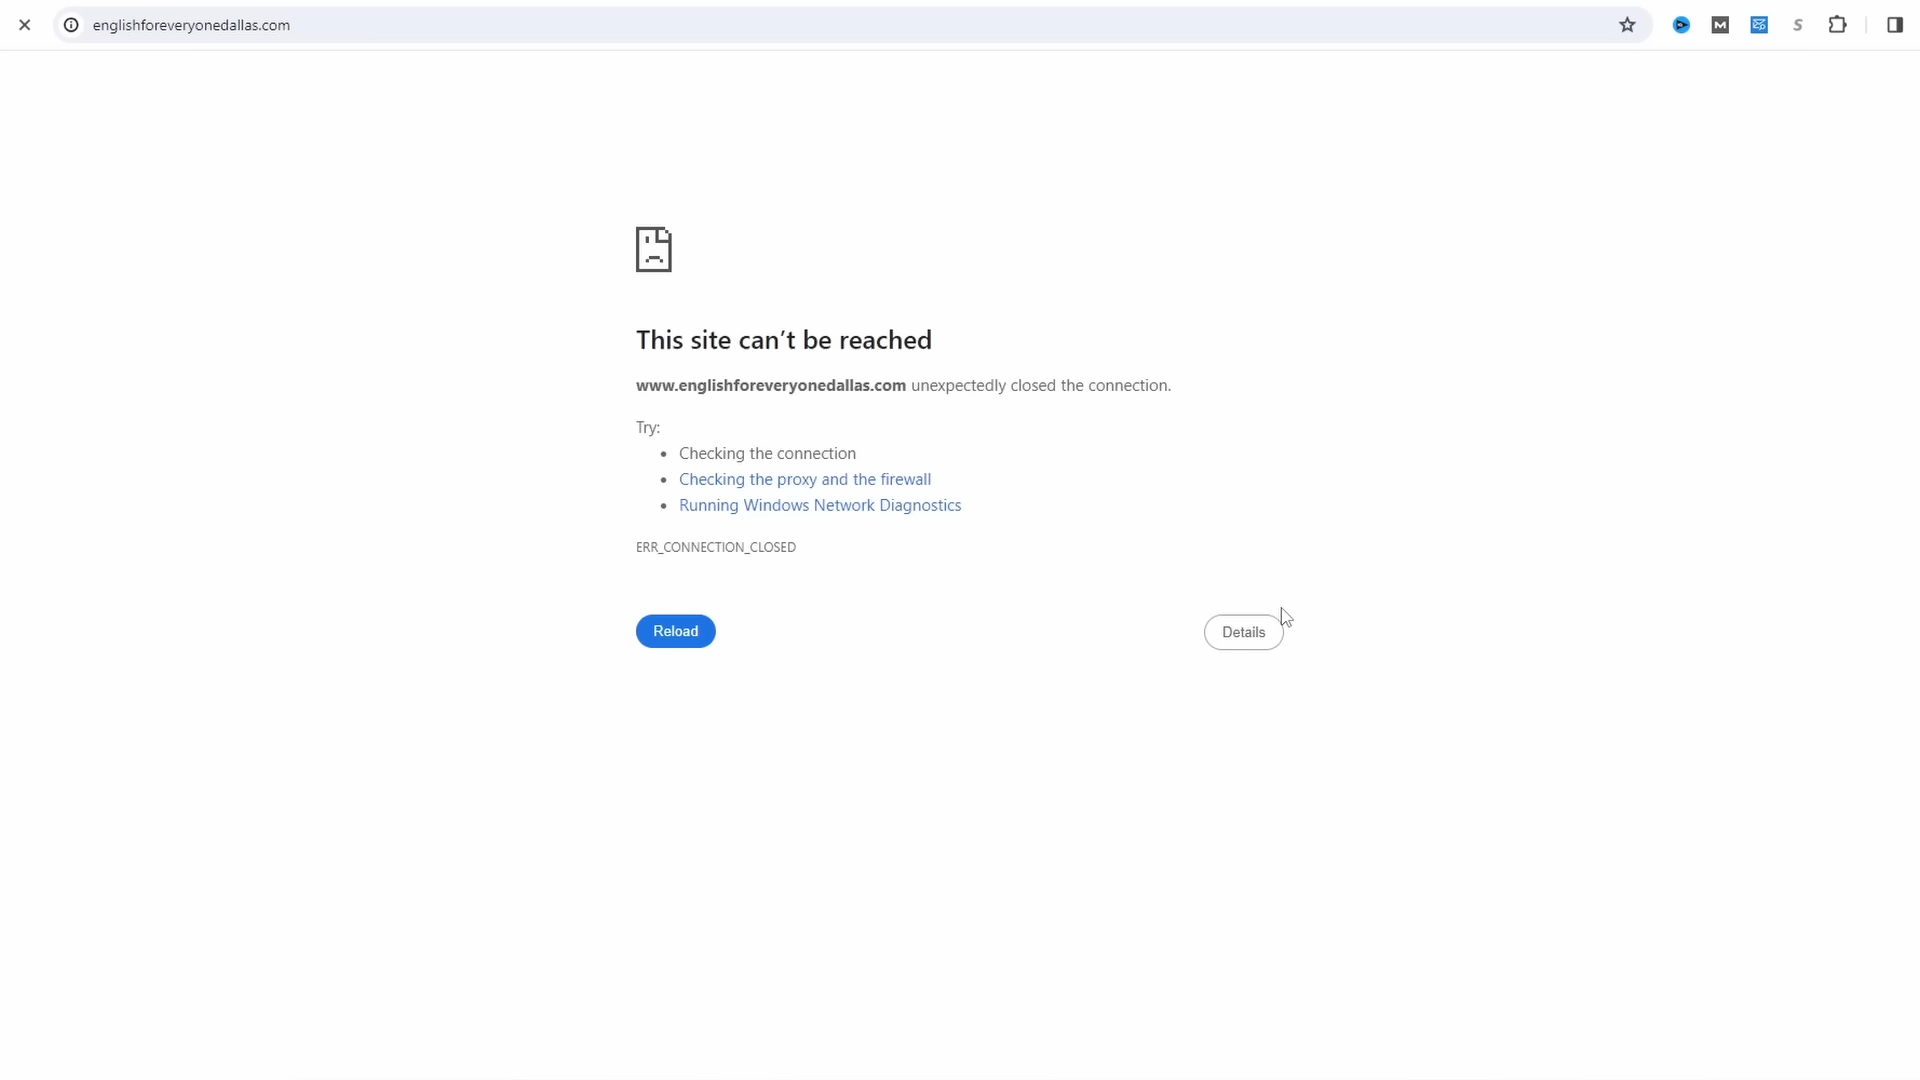 englishforeveryonedallas.com
This site can’t be reached
www.englishforeveryonedallas.com unexpectedly closed the connection.
Try:
• Checking the connection
• Checking the proxy and the firewall
• Running Windows Network Diagnostics
ERR_CONNECTION_CLOSED
Reload
Details